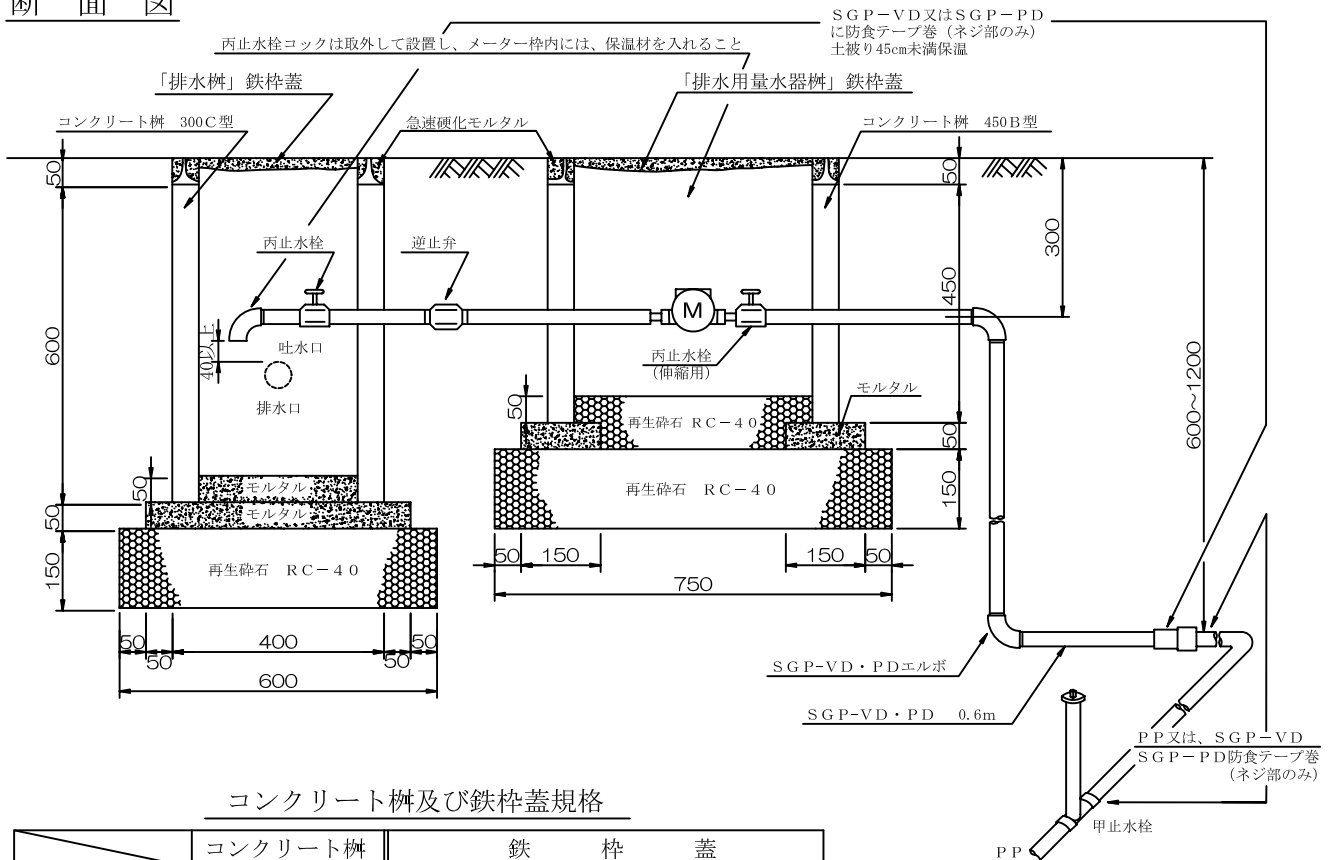 断面図
SGP-VD又はSGP-PD
に防食テープ巻(ネジ部のみ)
土被り45cm未満保温
丙止水栓コックは取外して設置し、メーター枠内には、保温材を入れること
「排水桝」鉄枠蓋
「排水用量水器桝」鉄枠蓋
コンクリート桝 300C型
急速硬化モルタル
コンクリート桝 450B型
50
50
300
丙止水栓
逆止弁
450
M
600
40以上
吐水口
丙止水栓
(伸縮用)
排水口
モルタル
600~1200
50
再生砕石 RC-40
50
モルタル
50
再生砕石 RC-40
150
50
モルタル
150
再生砕石 RC-40
50
150
150
50
750
50
50
400
50
50
600
SGP-VD・PDエルボ
SGP-VD・PD 0.6m
PP又は、SGP-VD
SGP-PD防食テープ巻
(ネジ部のみ)
甲止水栓
PP
コンクリート桝及び鉄枠蓋規格
コンクリート桝
鉄枠蓋